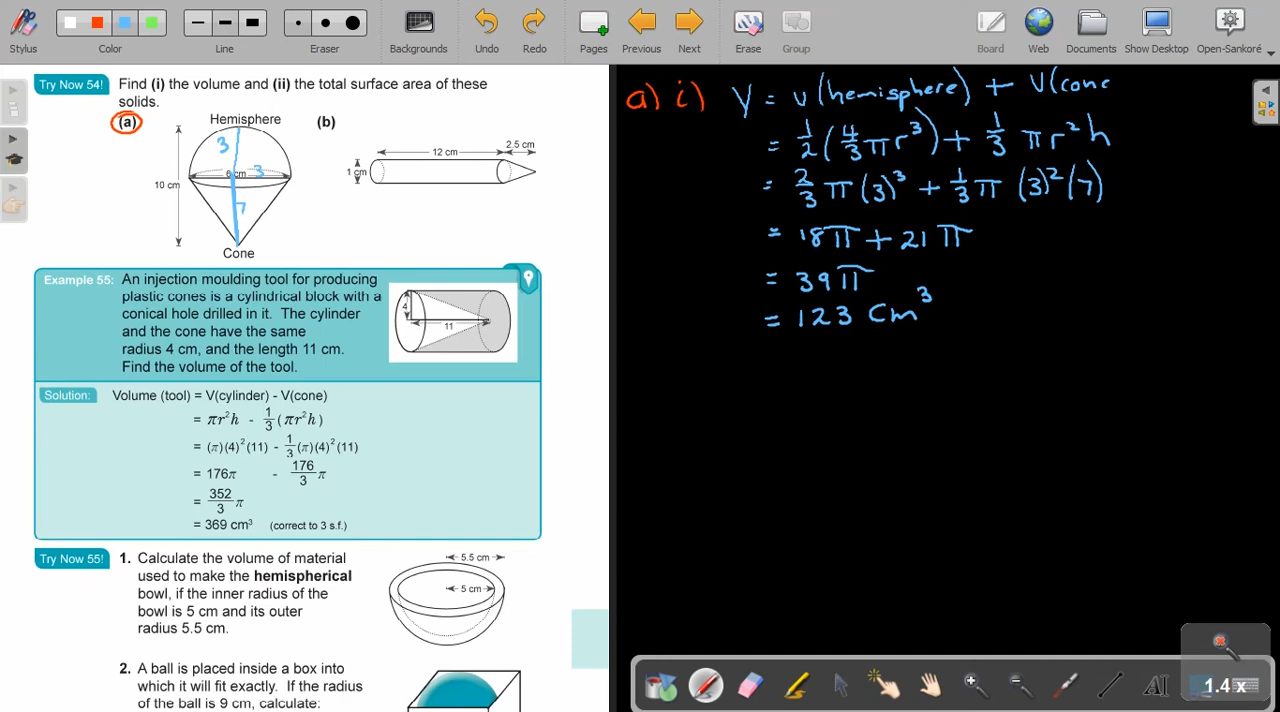 Stylus
Color
Line
Eraser
Backgrounds
Undo
Redo
Pages
Previous
Next
Erase
Group
Board
Web
Documents
Show Desktop
Open-Sankoré
Try Now 54!
Find (i) the volume and (ii) the total surface area of these
solids.
(a)
Hemisphere
3
6 cm
3
10 cm
7
Cone
(b)
12 cm
2.5 cm
1 cm
Example 55:
An injection moulding tool for producing
plastic cones is a cylindrical block with a
conical hole drilled in it. The cylinder
and the cone have the same
radius 4 cm, and the length 11 cm.
Find the volume of the tool.
4
11
Solution:
Volume (tool) = V(cylinder) - V(cone)
= πr²h - 1/3 (πr²h)
= (π)(4)²(11) - 1/3 (π)(4)²(11)
= 176π - 176/3 π
= 352/3 π
= 369 cm³ (correct to 3 s.f.)
Try Now 55!
1. Calculate the volume of material
used to make the hemispherical
bowl, if the inner radius of the
bowl is 5 cm and its outer
radius 5.5 cm.
5.5 cm
5 cm
2. A ball is placed inside a box into
which it will fit exactly. If the radius
of the ball is 9 cm, calculate:
a) i) V = v(hemisphere) + V(cone
= 1/2 (4/3 πr³) + 1/3 πr²h
= 2/3 π(3)³ + 1/3 π (3)²(7)
= 18π + 21π
= 39π
= 123 cm³
1.4 x